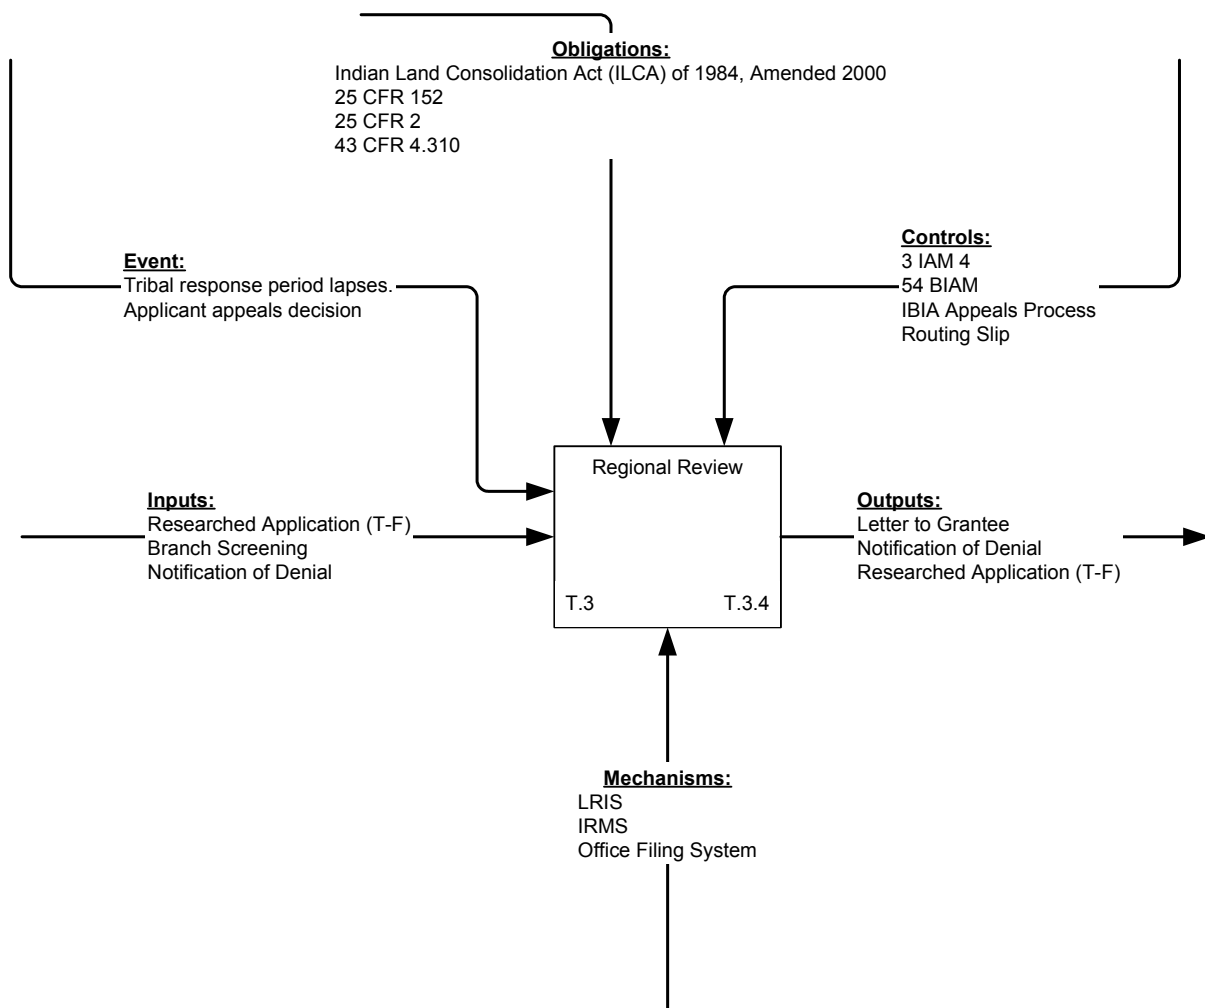 Obligations:
Indian Land Consolidation Act (ILCA) of 1984, Amended 2000
25 CFR 152
25 CFR 2
43 CFR 4.310
Event:
Tribal response period lapses.
Applicant appeals decision
Controls:
3 IAM 4
54 BIAM
IBIA Appeals Process
Routing Slip
Inputs:
Researched Application (T-F)
Branch Screening
Notification of Denial
Regional Review
T.3
T.3.4
Outputs:
Letter to Grantee
Notification of Denial
Researched Application (T-F)
Mechanisms:
LRIS
IRMS
Office Filing System